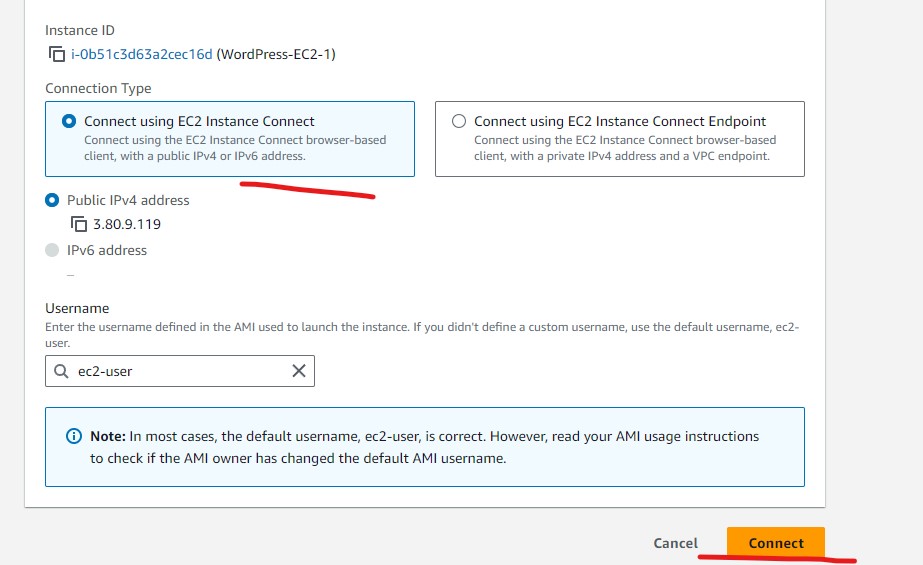 Instance ID
i-0b51c3d63a2cec16d (WordPress-EC2-1)
Connection Type
Connect using EC2 Instance Connect
Connect using the EC2 Instance Connect browser-based
client, with a public IPv4 or IPv6 address.
Connect using EC2 Instance Connect Endpoint
Connect using the EC2 Instance Connect browser-based
client, with a private IPv4 address and a VPC endpoint.
Public IPv4 address
3.80.9.119
IPv6 address
–
Username
Enter the username defined in the AMI used to launch the instance. If you didn't define a custom username, use the default username, ec2-
user.
ec2-user
Note: In most cases, the default username, ec2-user, is correct. However, read your AMI usage instructions
to check if the AMI owner has changed the default AMI username.
Cancel
Connect